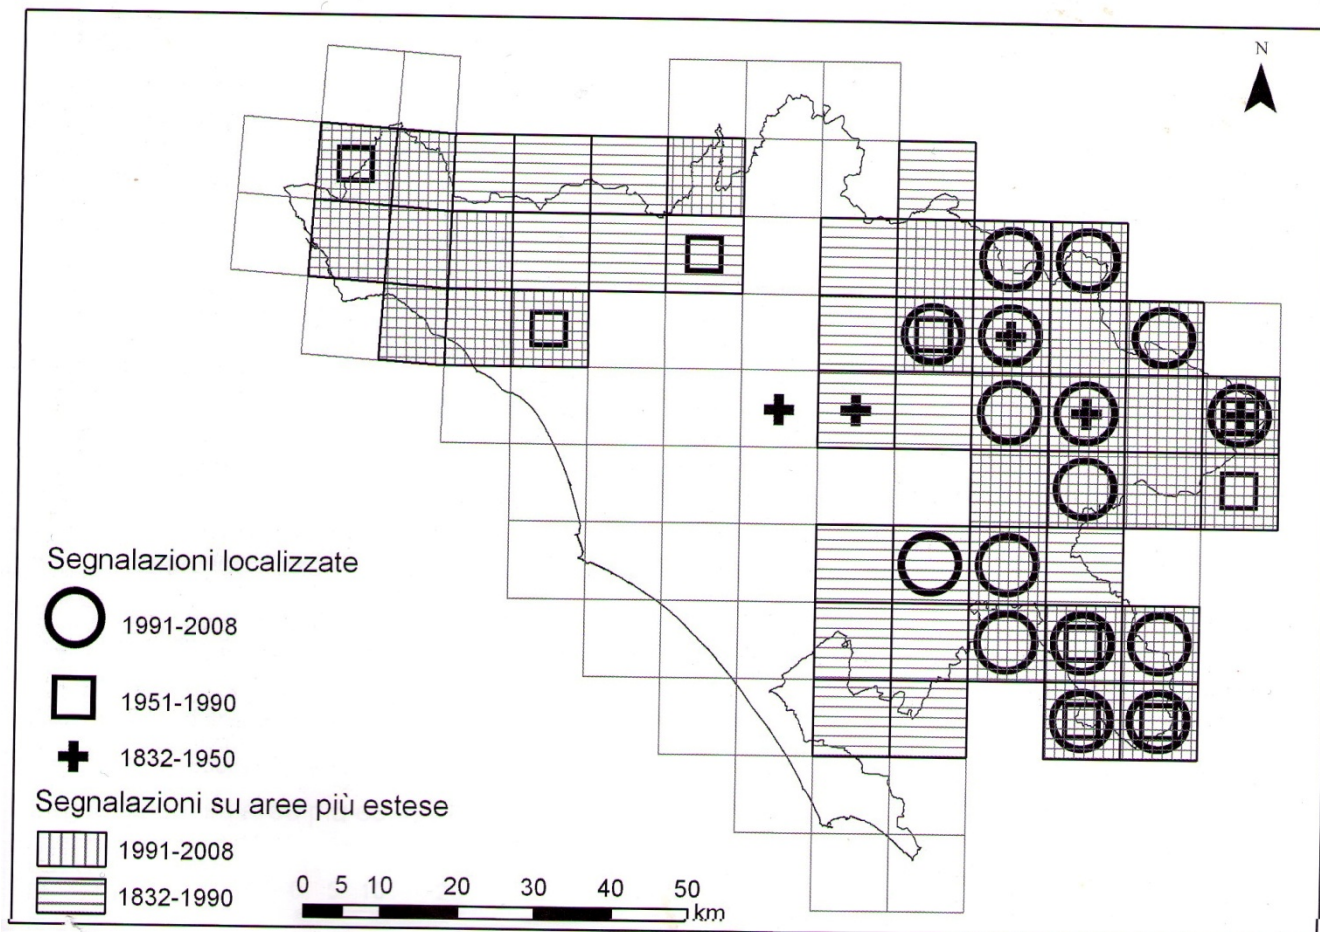 N
Segnalazioni localizzate
1991-2008
1951-1990
1832-1950
Segnalazioni su aree più estese
1991-2008
1832-1990
0 5 10 20 30 40 50
km